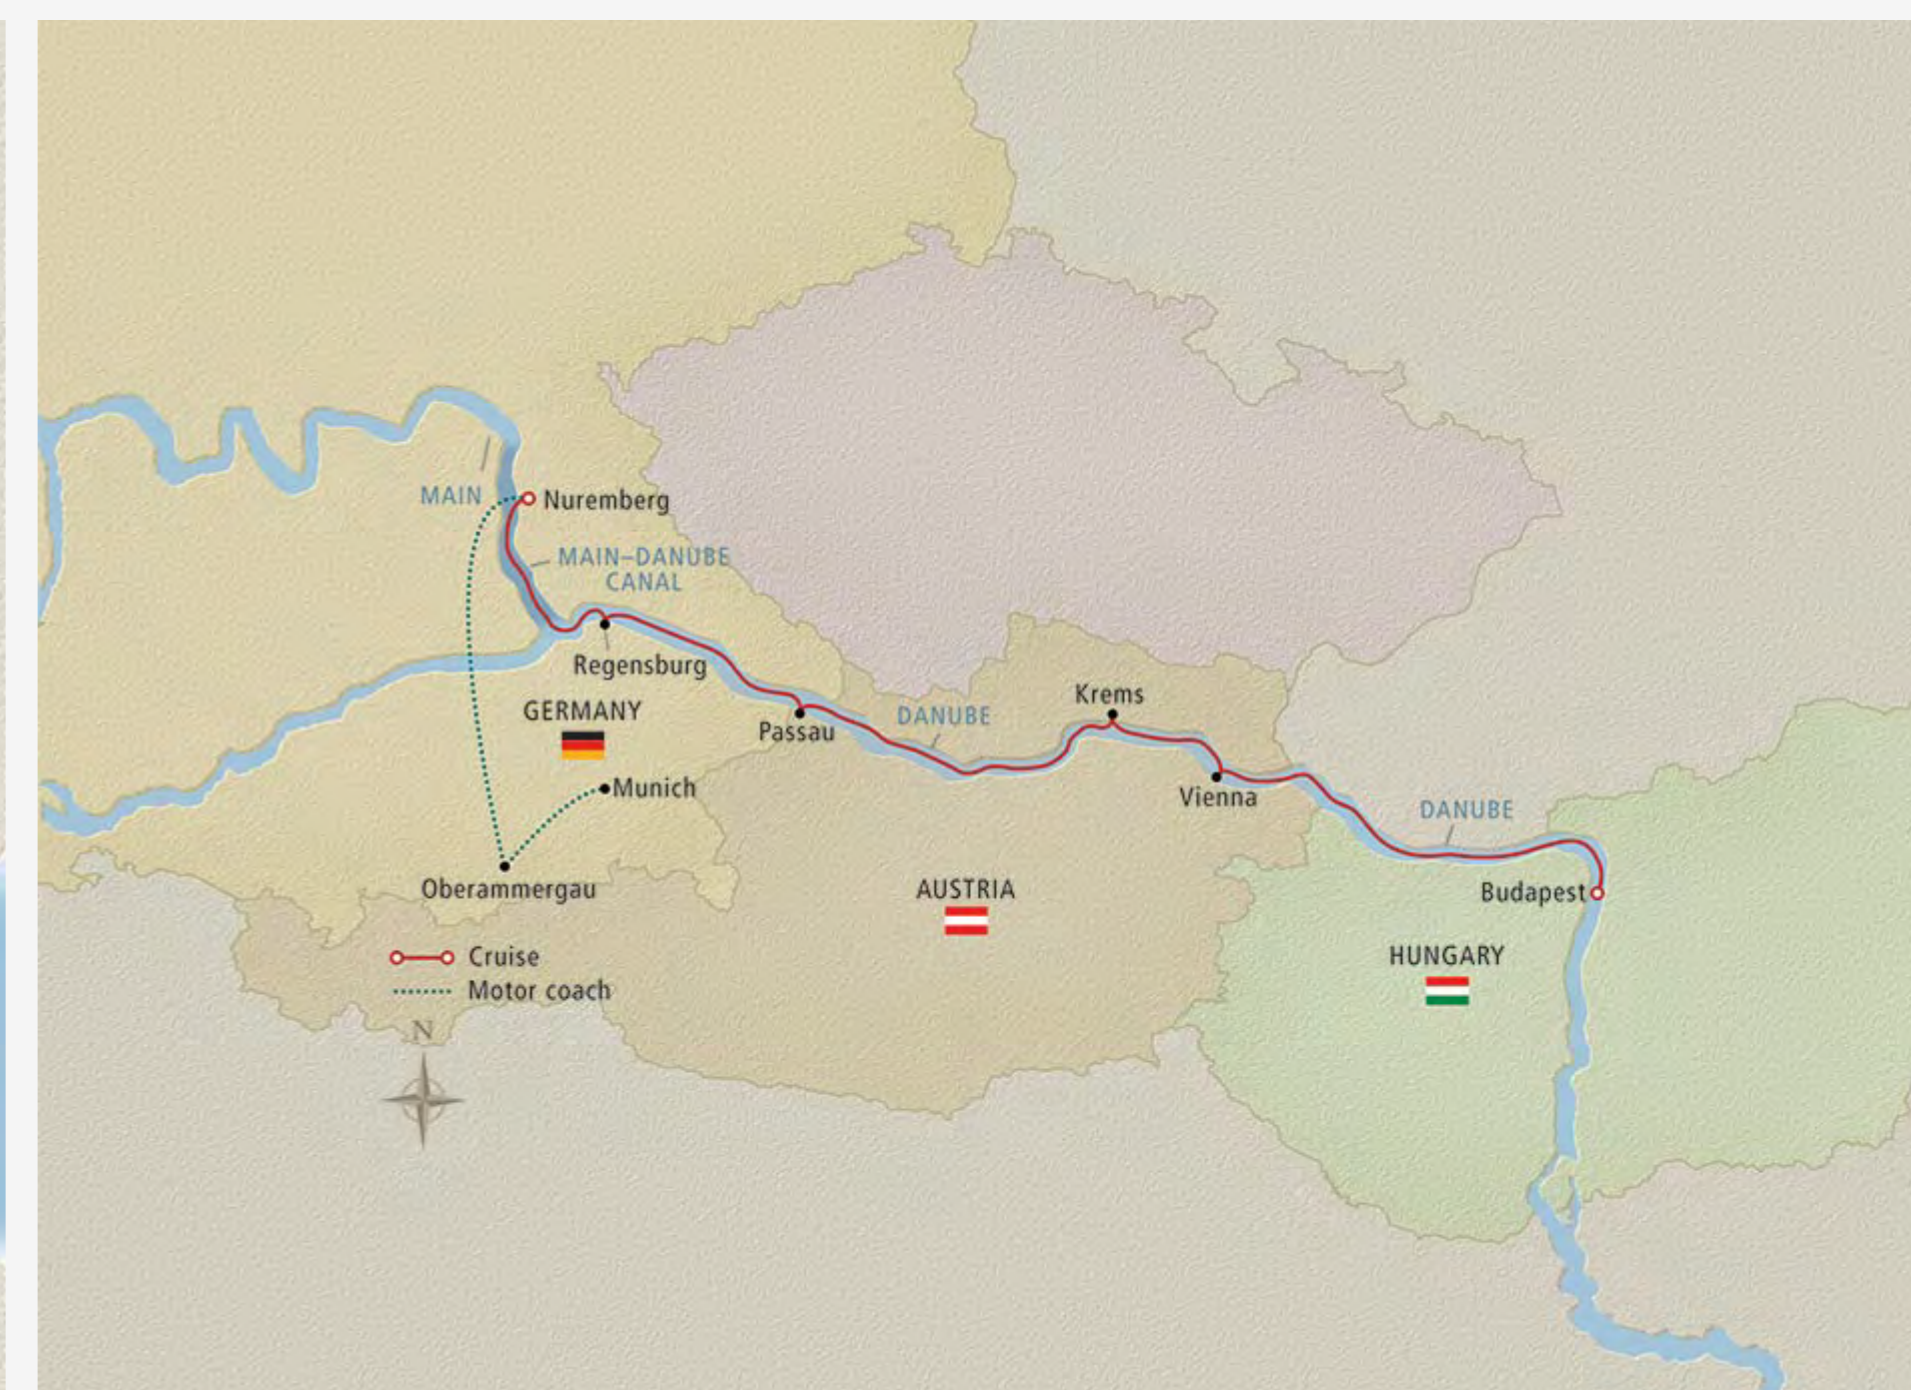 MAIN
Nuremberg
MAIN–DANUBE
CANAL
Regensburg
GERMANY
Krems
DANUBE
Passau
Munich
Vienna
DANUBE
Oberammergau
AUSTRIA
Budapest
HUNGARY
Cruise
Motor coach
N